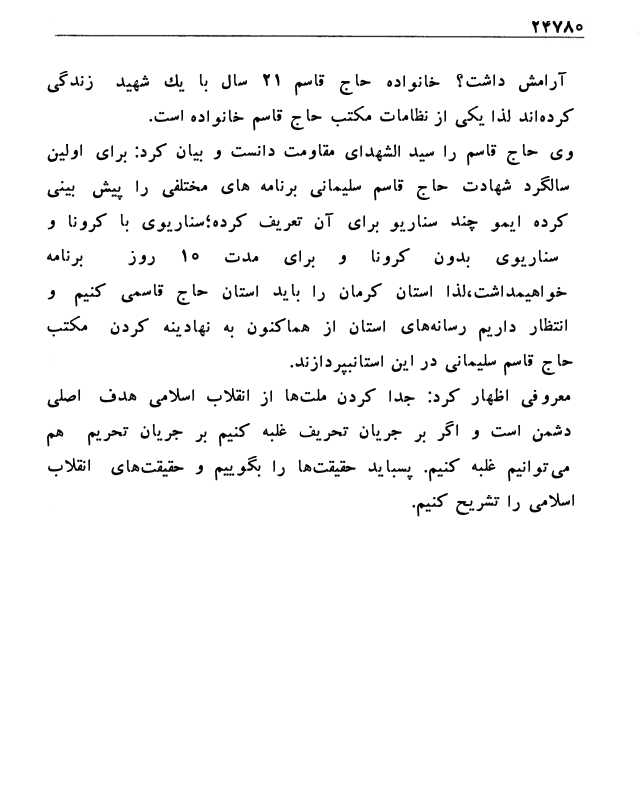 ۲۴۷۸۰
آرامش داشت؟ خانواده حاج قاسم ۲۱ سال با یك شهید زندگی
کرده‌اند لذا یکی از نظامات مکتب حاج قاسم خانواده است.
وی حاج قاسم را سید الشهدای مقاومت دانست و بیان کرد: برای اولین
سالگرد شهادت حاج قاسم سلیمانی برنامه های مختلفی را پیش بینی
کرده ایمو چند سناریو برای آن تعریف کرده؛سناریوی با کرونا و
سناریوی بدون کرونا و برای مدت ۱۰ روز برنامه
خواهیمداشت،لذا استان کرمان را باید استان حاج قاسمی کنیم و
انتظار داریم رسانه‌های استان از هماکنون به نهادینه کردن مکتب
حاج قاسم سلیمانی در این استانبپردازند.
معروفی اظهار کرد: جدا کردن ملت‌ها از انقلاب اسلامی هدف اصلی
دشمن است و اگر بر جریان تحریف غلبه کنیم بر جریان تحریم هم
می‌توانیم غلبه کنیم. پسباید حقیقت‌ها را بگوییم و حقیقت‌های انقلاب
اسلامی را تشریح کنیم.